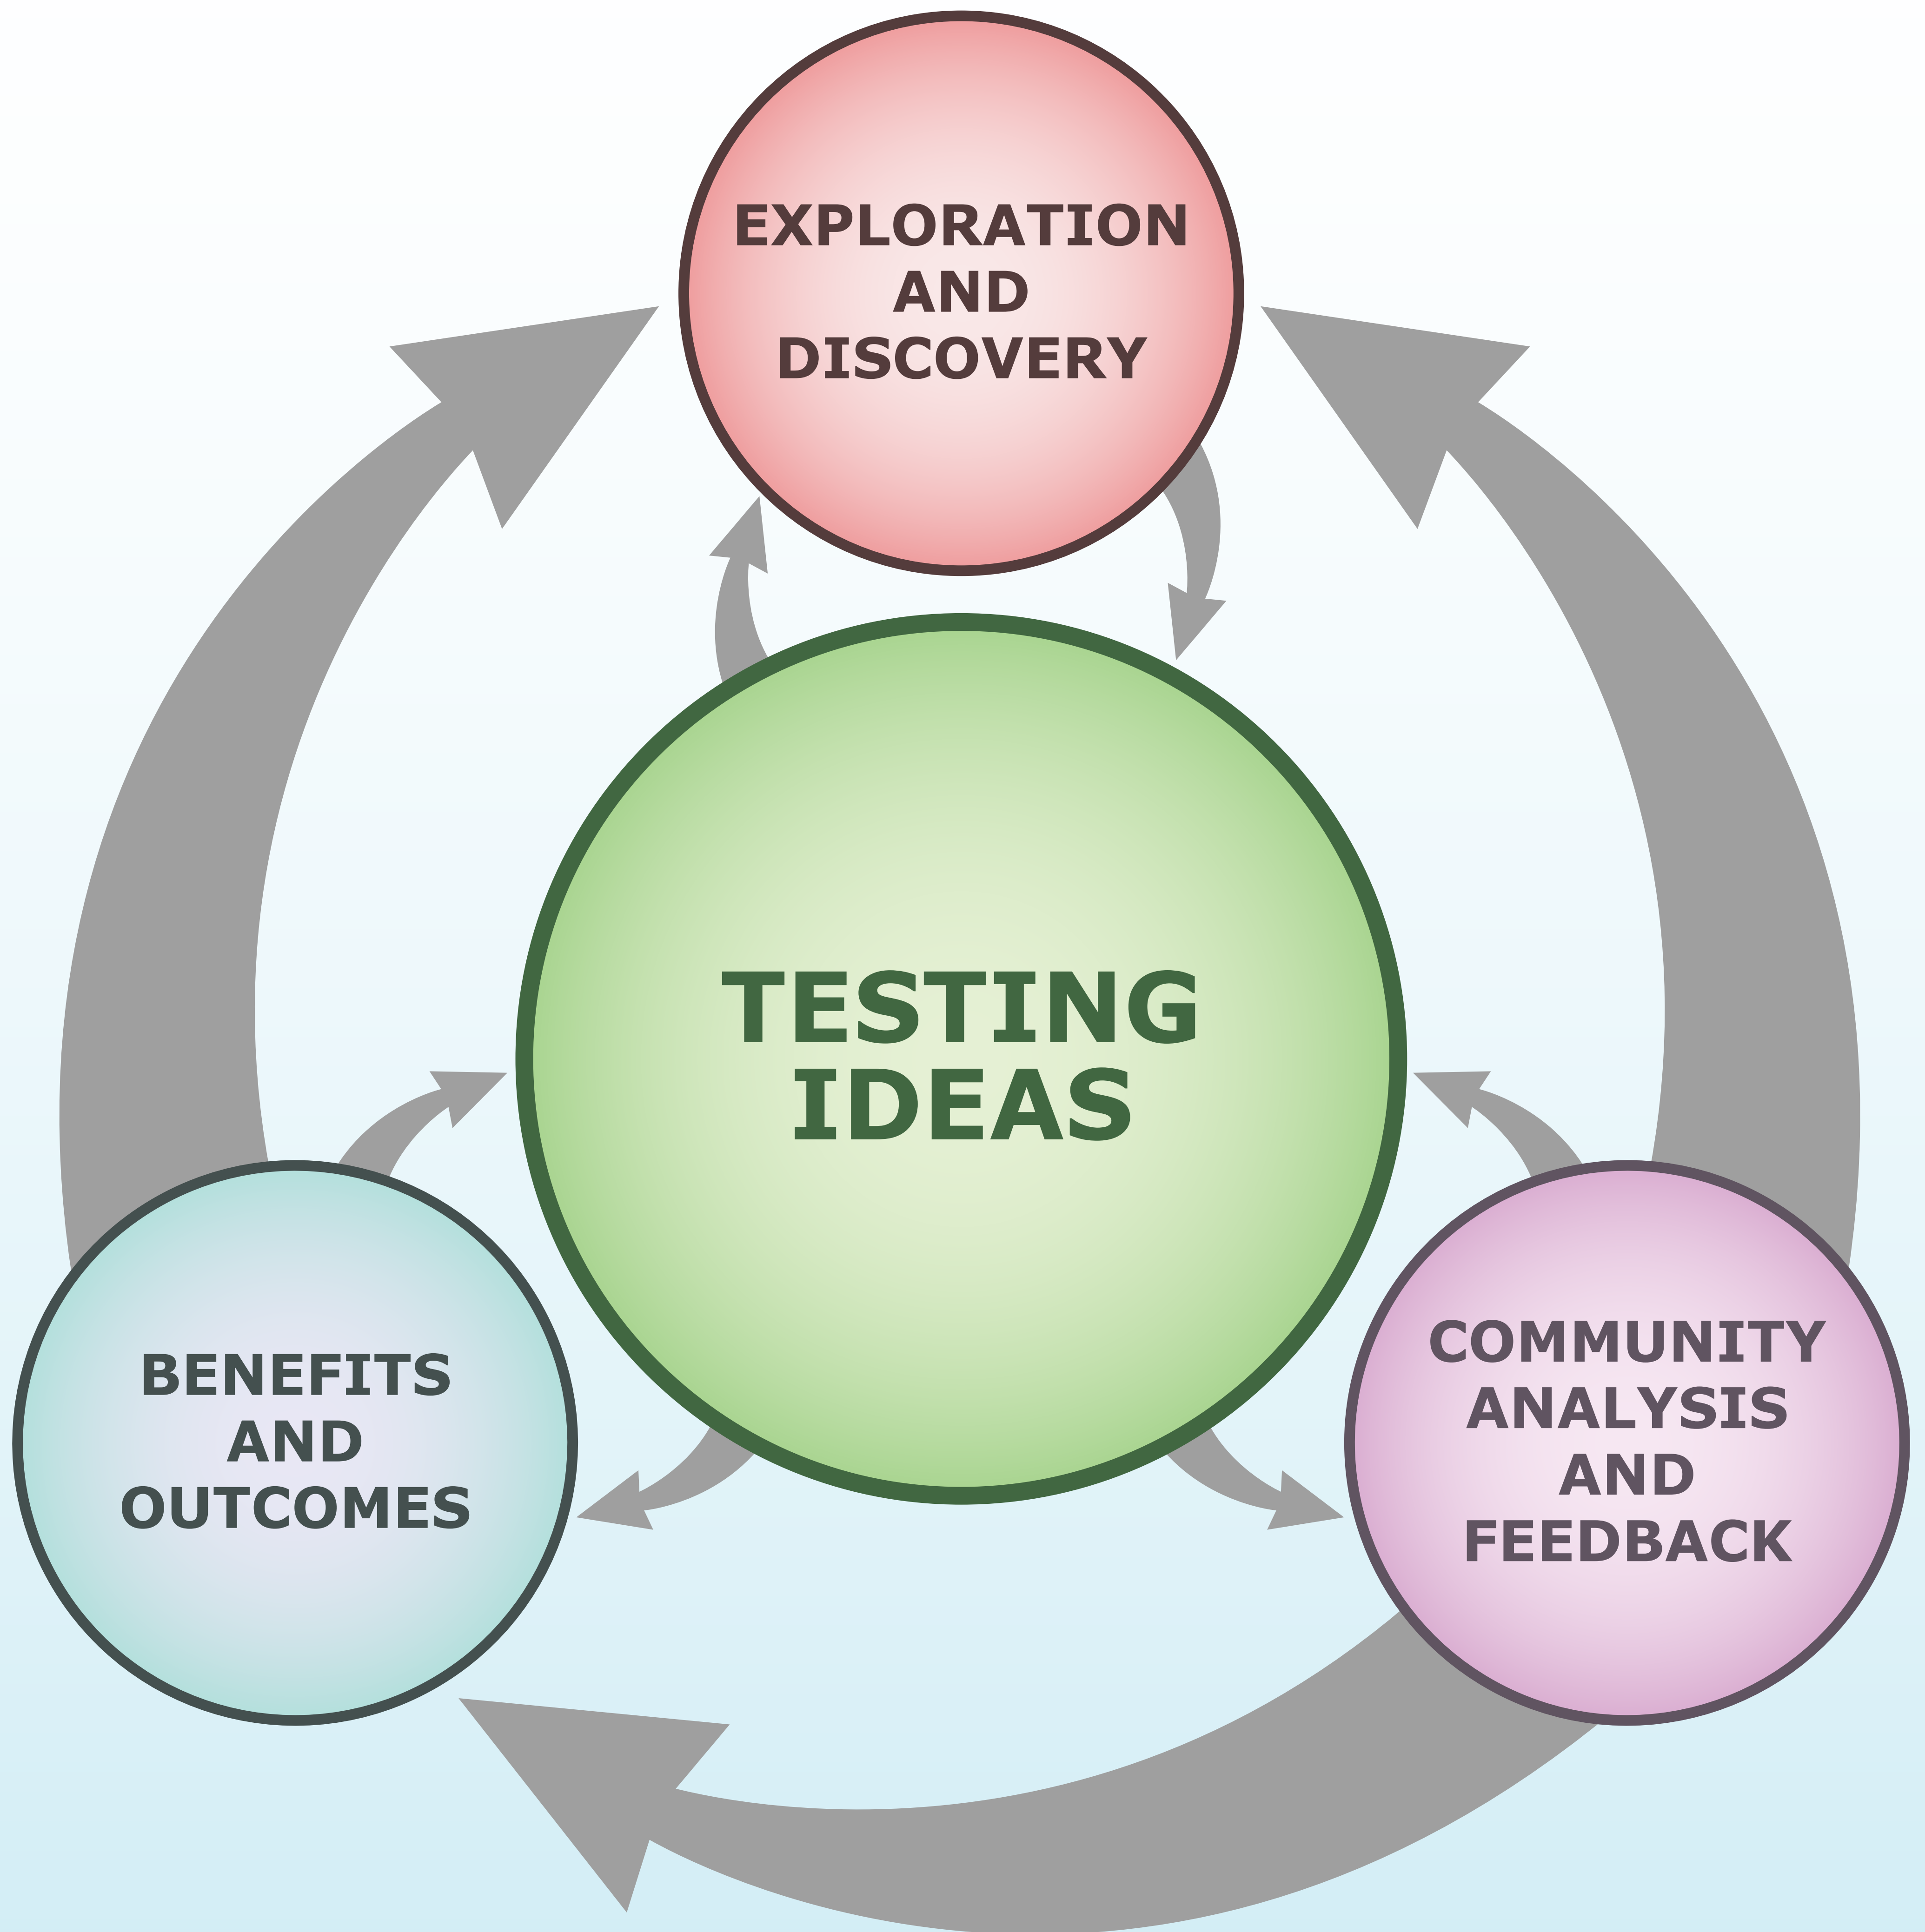 EXPLORATION
AND
DISCOVERY
TESTING
IDEAS
BENEFITS
AND
OUTCOMES
COMMUNITY
ANALYSIS
AND
FEEDBACK